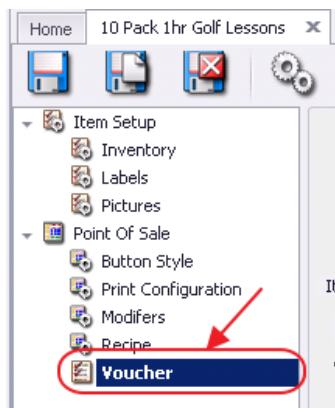 Home 10 Pack 1hr Golf Lessons
Item Setup
Inventory
Labels
Pictures
Point Of Sale
Button Style
Print Configuration
It
Modifers
Recipe
Voucher